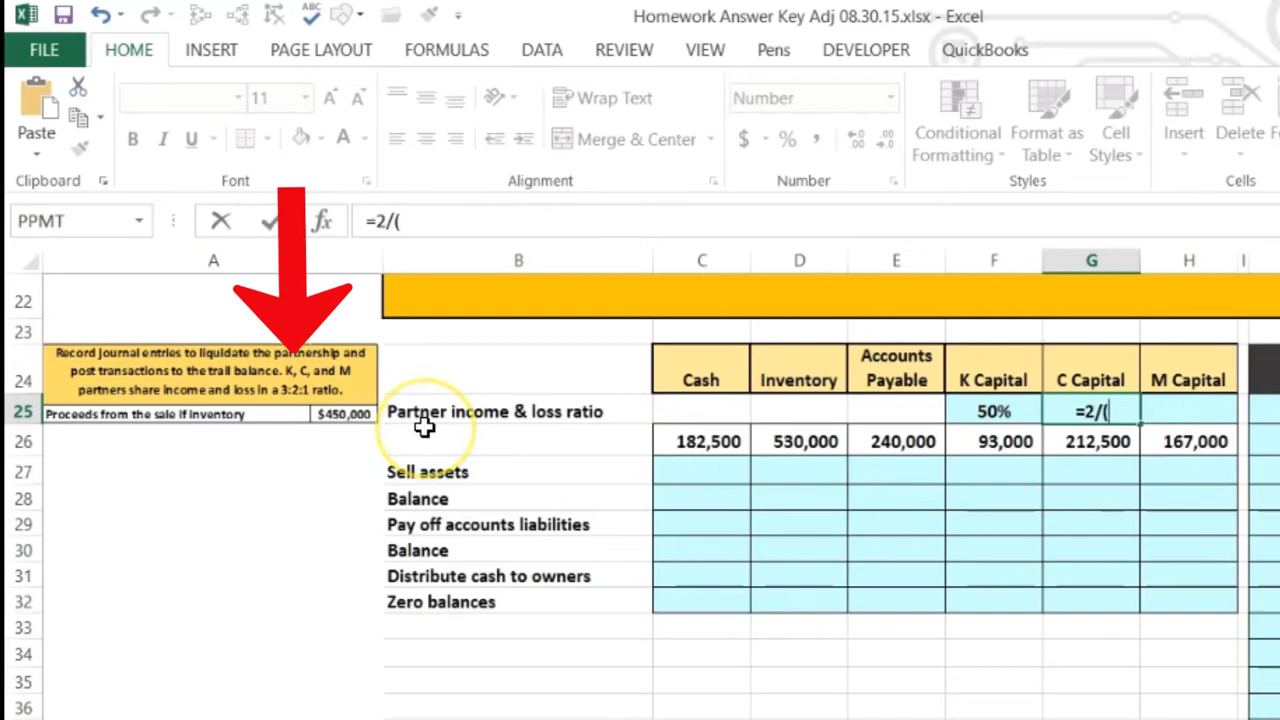 Homework Answer Key Adj 08.30.15.xlsx - Excel
FILE HOME INSERT PAGE LAYOUT FORMULAS DATA REVIEW VIEW Pens DEVELOPER QuickBooks
11 A A Wrap Text Number
Paste B I U A Merge & Center $ % , Conditional Formatting Format as Table Cell Styles Insert Delete
Clipboard Font Alignment Number Styles Cells
PPMT fx =2/(
A B C D E F G H I
22
23
24 Record journal entries to liquidate the partnership and
post transactions to the trail balance. K, C, and M
partners share income and loss in a 3:2:1 ratio.
Cash Inventory Accounts Payable K Capital C Capital M Capital
25 Proceeds from the sale if inventory $450,000 Partner income & loss ratio 50% =2/(
26 182,500 530,000 240,000 93,000 212,500 167,000
27 Sell assets
28 Balance
29 Pay off accounts liabilities
30 Balance
31 Distribute cash to owners
32 Zero balances
33
34
35
36